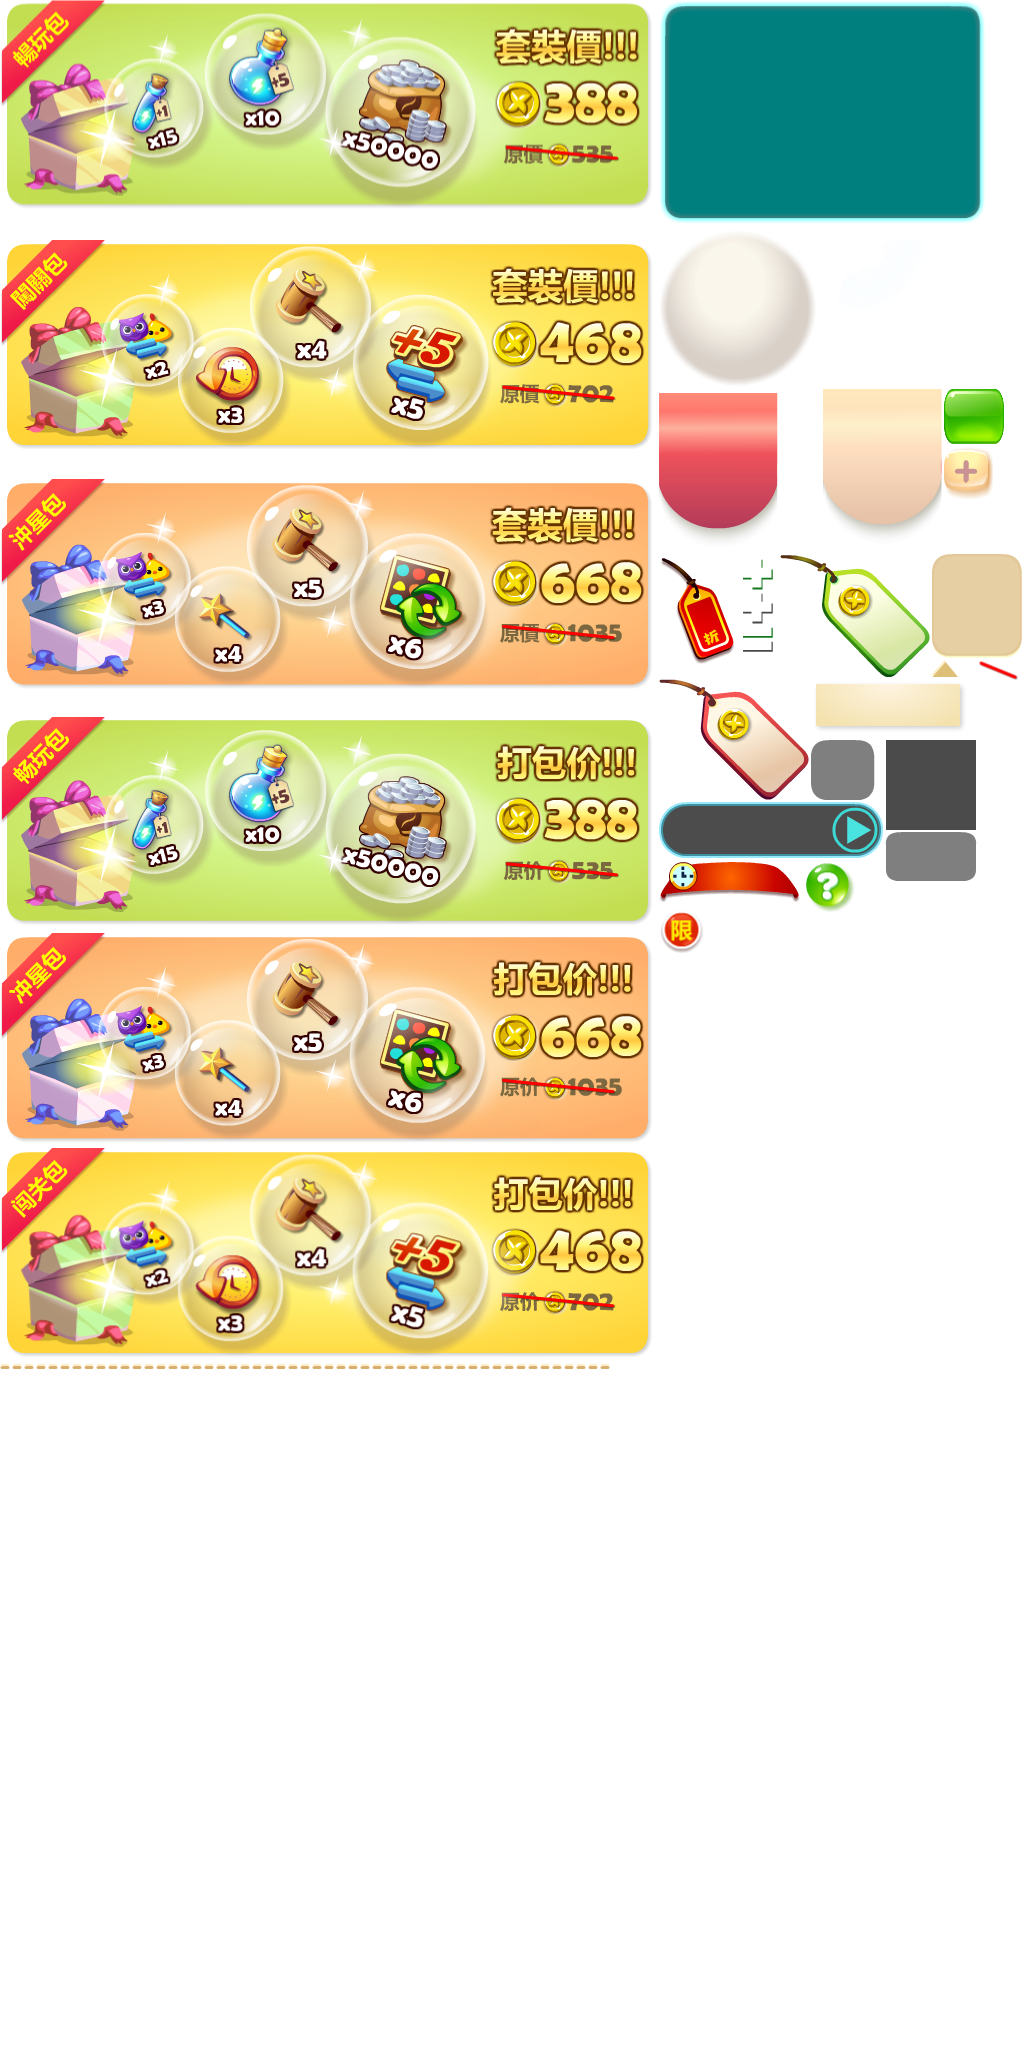 暢玩包
套裝價!!!
388
原價 535
+1
x15
+5
x10
x50000
闖關包
套裝價!!!
468
原價 702
x2
x3
x4
+5
x5
冲星包
套裝價!!!
668
原價 1035
x3
x4
x5
x6
折
畅玩包
打包价!!!
388
原价 535
+1
x15
+5
x10
x50000
?
限
冲星包
打包价!!!
668
原价 1035
x3
x4
x5
x6
闯关包
打包价!!!
468
原价 702
x2
x3
x4
+5
x5